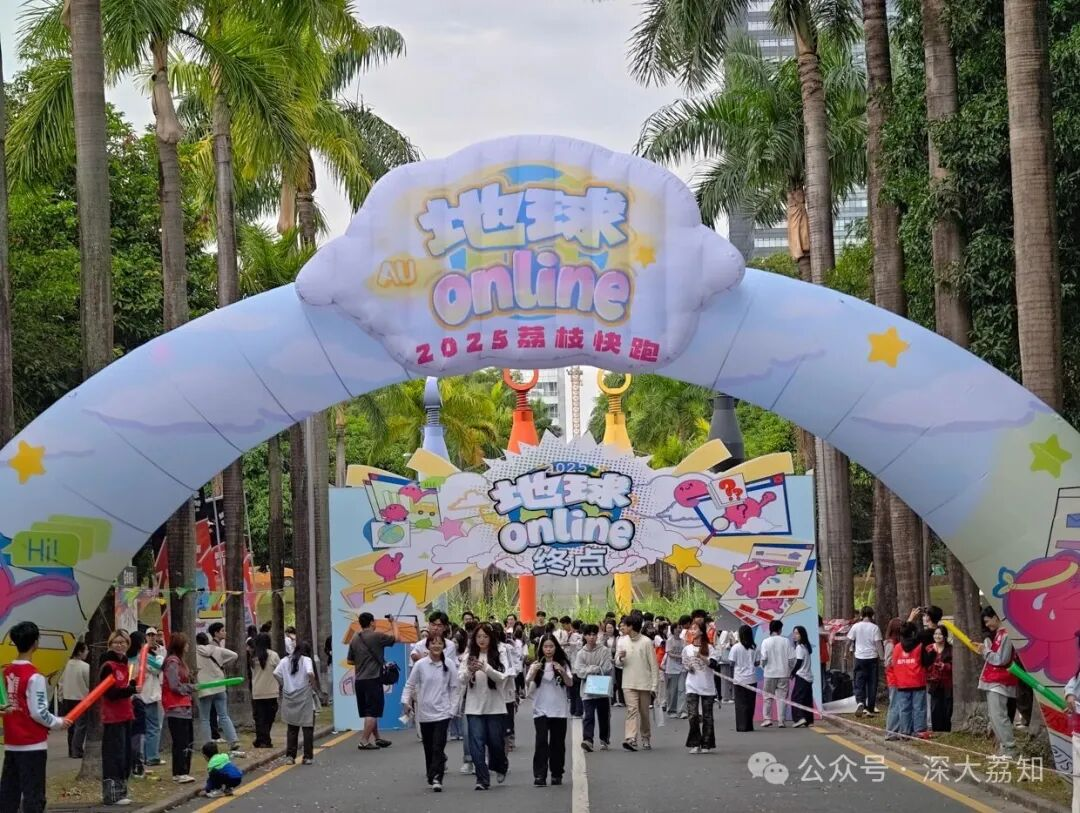 地球
AU
online
2025荔枝快跑
2025
地球
online
终点
Hi!
??
公众号 · 深大荔知